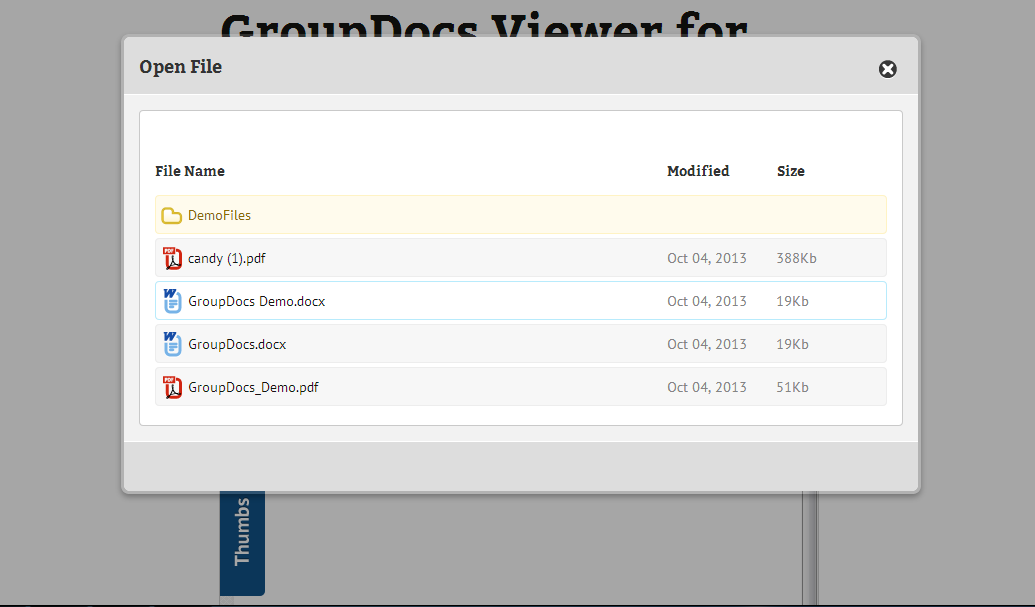 GroupDocs Viewer for
Open File
File Name Modified Size
DemoFiles
candy (1).pdf Oct 04, 2013 388Kb
GroupDocs Demo.docx Oct 04, 2013 19Kb
GroupDocs.docx Oct 04, 2013 19Kb
GroupDocs_Demo.pdf Oct 04, 2013 51Kb
Thumbs